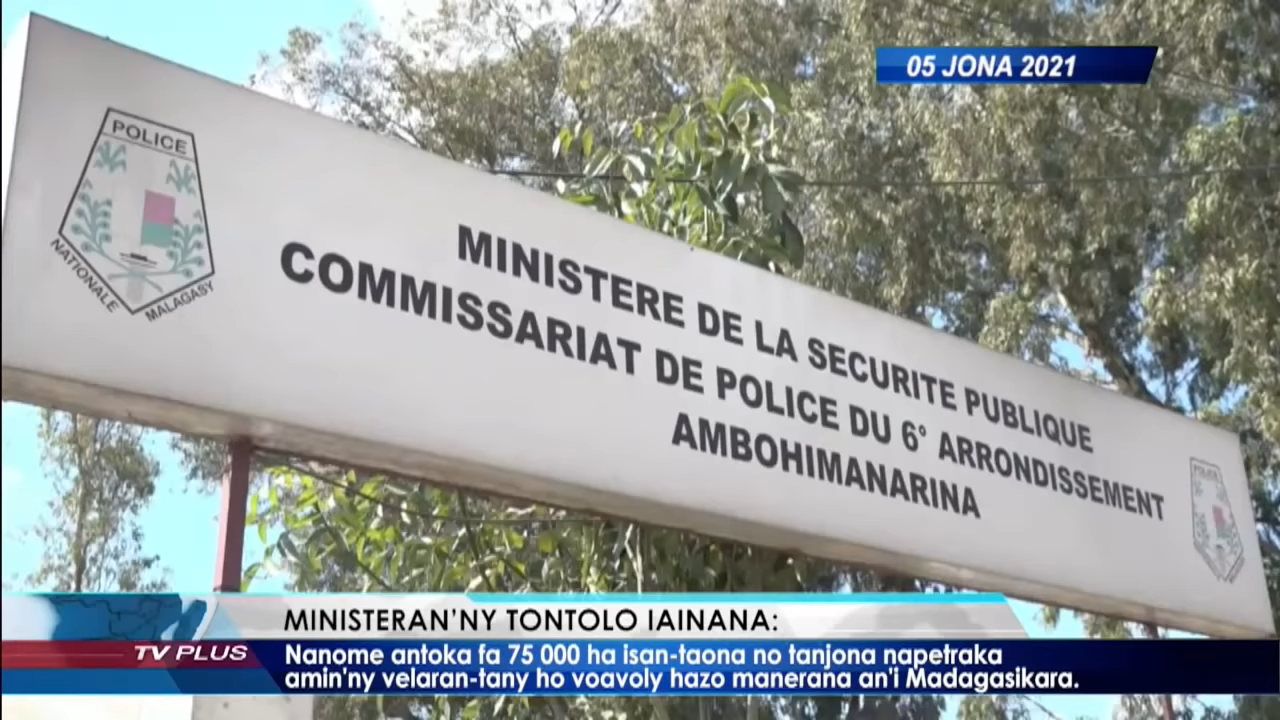 05 JONA 2021
POLICE
NATIONALE
MALAGASY
MINISTERE DE LA SECURITE PUBLIQUE
COMMISSARIAT DE POLICE DU 6° ARRONDISSEMENT
AMBOHIMANARINA
POLICE
MINISTERAN'NY TONTOLO IAINANA:
TV PLUS
Nanome antoka fa 75 000 ha isan-taona no tanjona napetraka
amin'ny velaran-tany ho voavoly hazo manerana an'i Madagasikara.